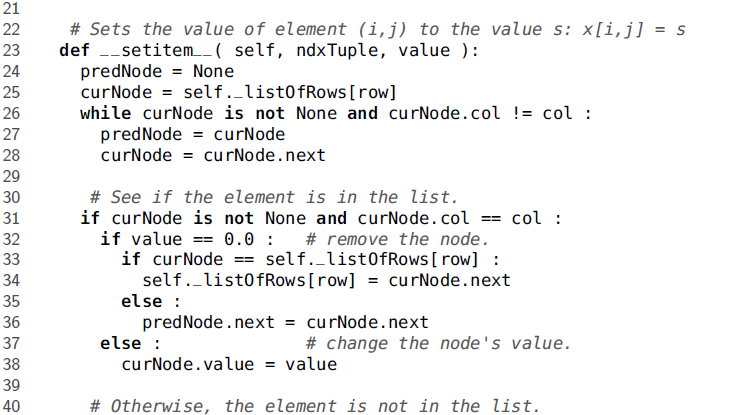 21
22 # Sets the value of element (i,j) to the value s: x[i,j] = s
23 def __setitem__( self, ndxTuple, value ):
24 predNode = None
25 curNode = self._listOfRows[row]
26 while curNode is not None and curNode.col != col :
27 predNode = curNode
28 curNode = curNode.next
29
30 # See if the element is in the list.
31 if curNode is not None and curNode.col == col :
32 if value == 0.0 : # remove the node.
33 if curNode == self._listOfRows[row] :
34 self._listOfRows[row] = curNode.next
35 else :
36 predNode.next = curNode.next
37 else : # change the node's value.
38 curNode.value = value
39
40 # Otherwise, the element is not in the list.